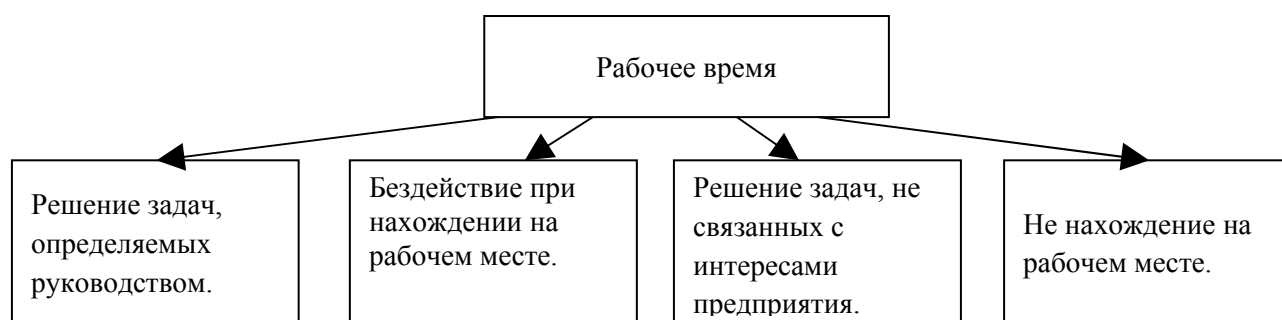 Рабочее время
Решение задач,
определяемых
руководством.
Бездействие при
нахождении на
рабочем месте.
Решение задач, не
связанных с
интересами
предприятия.
Не нахождение на
рабочем месте.